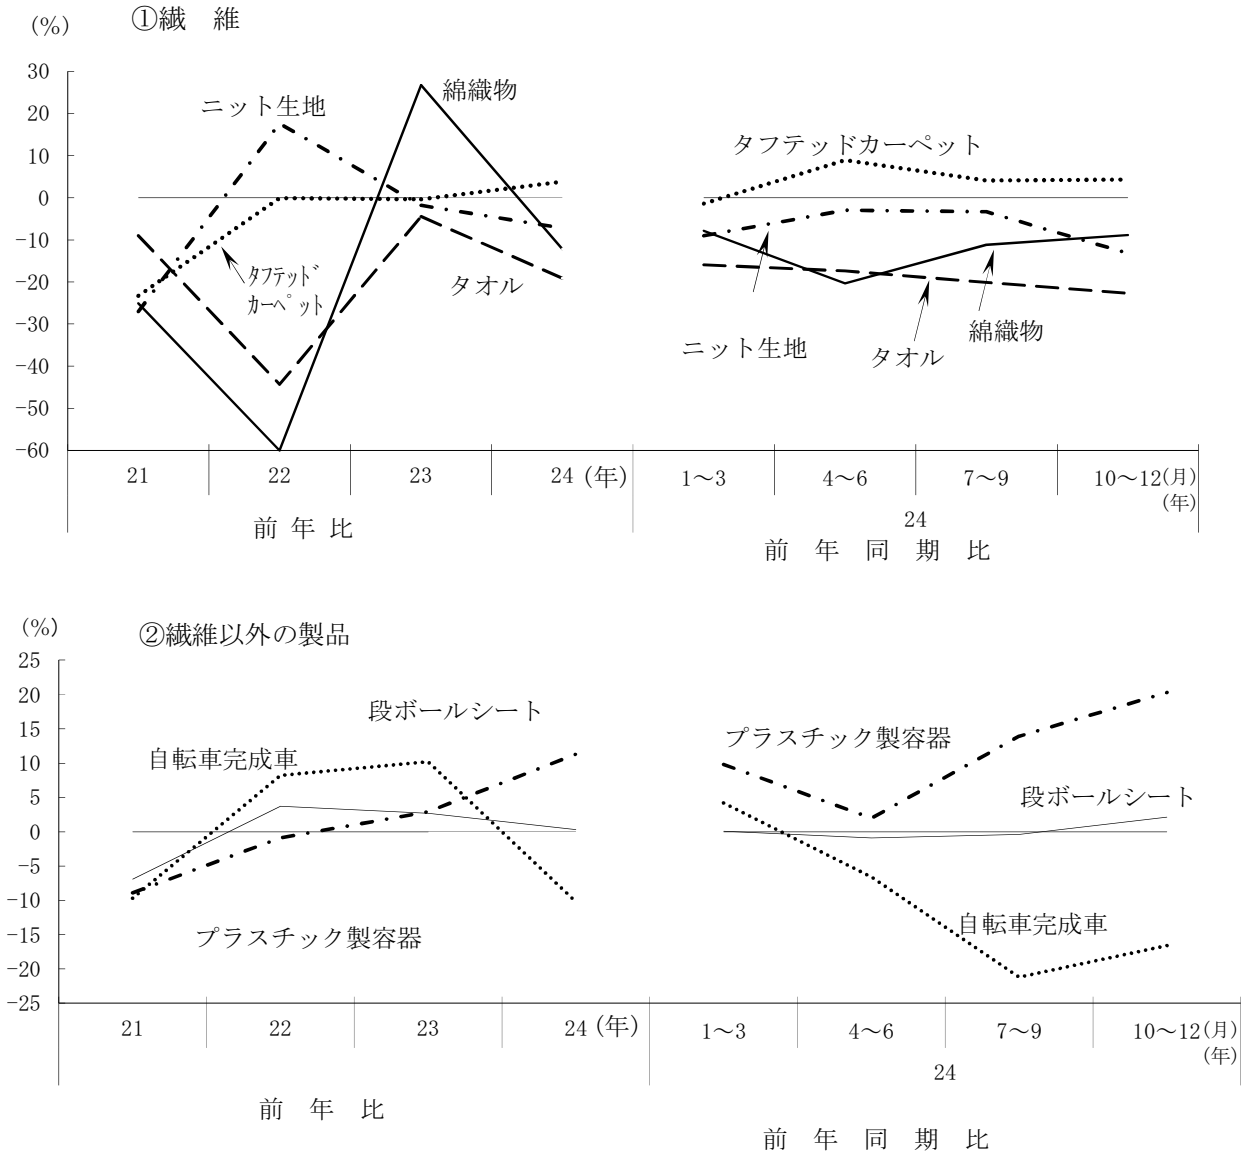 (%)
①繊 維
30
20
10
0
-10
-20
-30
-40
-50
-60
ニット生地
綿織物
ﾀﾌﾃｯﾄﾞ
ｶｰﾍﾟｯﾄ
タオル
タフテッドカーペット
ニット生地
タオル
綿織物
21 22 23 24 (年)
1～3 4～6 7～9 10～12(月)
(年)
24
前 年 比
前 年 同 期 比
(%)
②繊維以外の製品
25
20
15
10
5
0
-5
-10
-15
-20
-25
段ボールシート
自転車完成車
プラスチック製容器
プラスチック製容器
段ボールシート
自転車完成車
21 22 23 24 (年)
1～3 4～6 7～9 10～12(月)
(年)
24
前 年 比
前 年 同 期 比